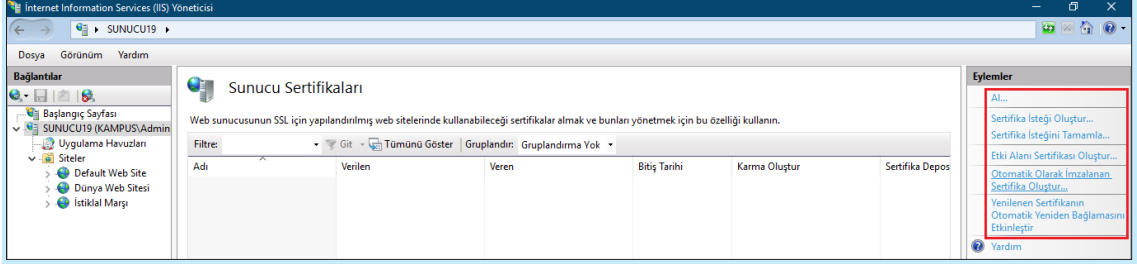 Internet Information Services (IIS) Yöneticisi
SUNUCU19
Dosya Görünüm Yardım
Bağlantılar
Başlangıç Sayfası
SUNUCU19 (KAMPUS\Admin
Uygulama Havuzları
Siteler
Default Web Site
Dünya Web Sitesi
İstiklal Marşı
Sunucu Sertifikaları
Web sunucusunun SSL için yapılandırılmış web sitelerinde kullanabileceği sertifikalar almak ve bunları yönetmek için bu özelliği kullanın.
Filtre: Git Tümünü Göster Gruplandır: Gruplandırma Yok
Adı Verilen Veren Bitiş Tarihi Karma Oluştur Sertifika Depos
Eylemler
Al...
Sertifika İsteği Oluştur...
Sertifika İsteğini Tamamla...
Etki Alanı Sertifikası Oluştur...
Otomatik Olarak İmzalanan
Sertifika Oluştur...
Yenilenen Sertifikanın
Otomatik Yeniden Bağlamasını
Etkinleştir
Yardım